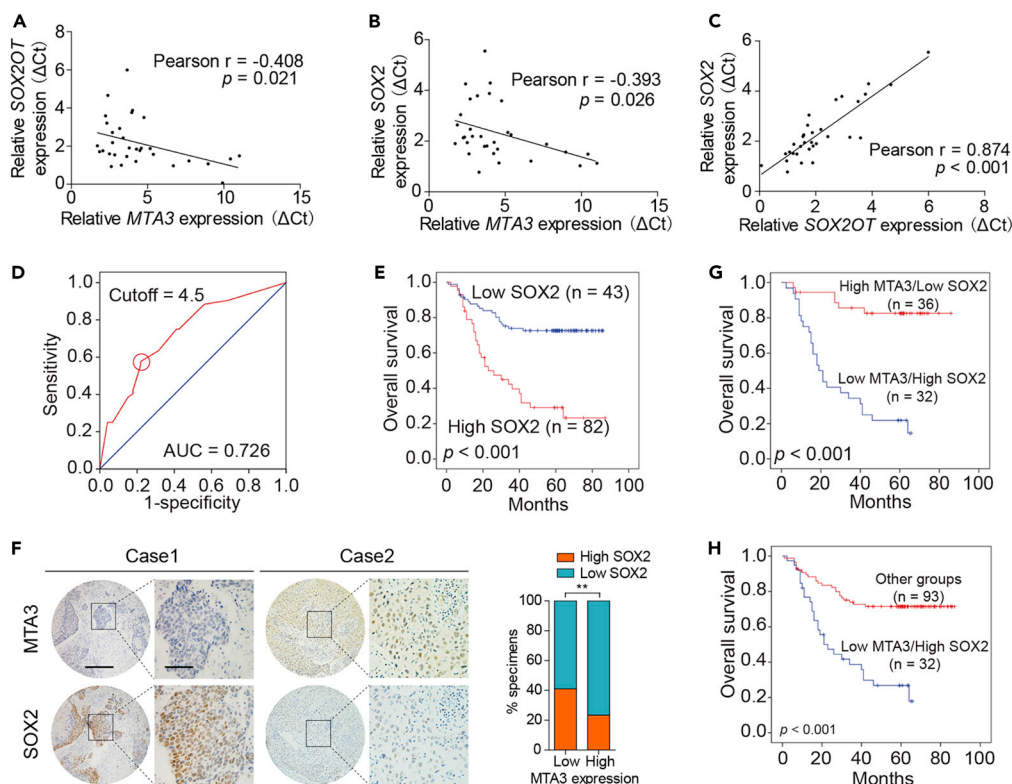 A
Relative SOX2OT
expression (ΔCt)
8
6
4
2
0
0
5
10
15
Pearson r = -0.408
p = 0.021
Relative MTA3 expression (ΔCt)
B
Relative SOX2
expression (ΔCt)
6
4
2
0
0
5
10
15
Pearson r = -0.393
p = 0.026
Relative MTA3 expression (ΔCt)
C
Relative SOX2
expression (ΔCt)
6
4
2
0
0
2
4
6
8
Pearson r = 0.874
p < 0.001
Relative SOX2OT expression (ΔCt)
D
Sensitivity
1.0
0.8
0.6
0.4
0.2
0.0
0.0
0.2
0.4
0.6
0.8
1.0
Cutoff = 4.5
AUC = 0.726
1-specificity
E
Overall survival
1.0
0.8
0.6
0.4
0.2
0
20
40
60
80
100
Low SOX2 (n = 43)
High SOX2 (n = 82)
p < 0.001
Months
G
Overall survival
1.0
0.8
0.6
0.4
0.2
0
0
20
40
60
80
100
High MTA3/Low SOX2
(n = 36)
Low MTA3/High SOX2
(n = 32)
p < 0.001
Months
F
Case1
Case2
MTA3
SOX2
High SOX2
Low SOX2
**
% specimens
100
80
60
40
20
0
Low
High
MTA3 expression
H
Overall survival
1.0
0.8
0.6
0.4
0.2
0
0
20
40
60
80
100
Other groups
(n = 93)
Low MTA3/High SOX2
(n = 32)
p < 0.001
Months